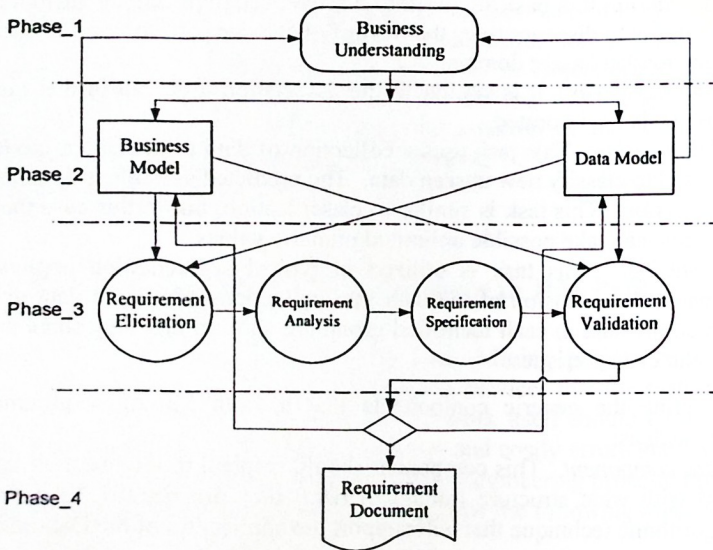 Phase_1
Business
Understanding
Phase_2
Business
Model
Data Model
Phase_3
Requirement
Elicitation
Requirement
Analysis
Requirement
Specification
Requirement
Validation
Phase_4
Requirement
Document